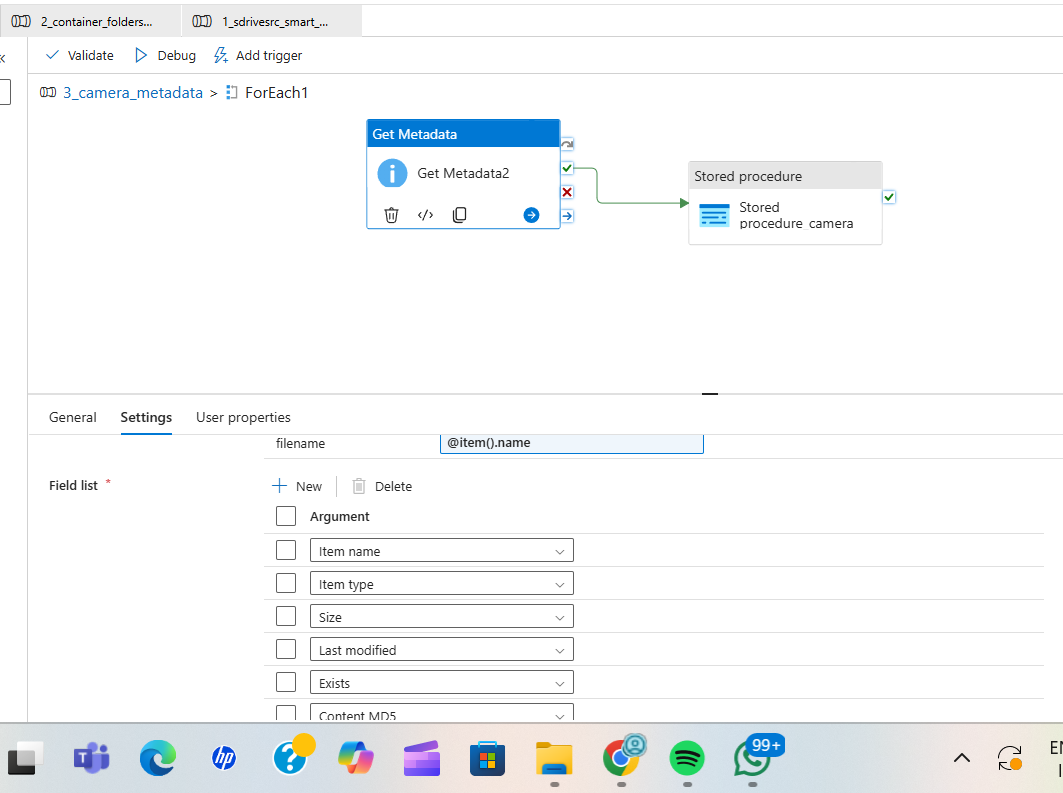 2_container_folders...
1_sdrivesrc_smart_...
Validate
Debug
Add trigger
3_camera_metadata > ForEach1
Get Metadata
Get Metadata2
Stored procedure
Stored
procedure_camera
General
Settings
User properties
filename
@item().name
Field list *
New
Delete
Argument
Item name
Item type
Size
Last modified
Exists
Content MD5
99+
hp